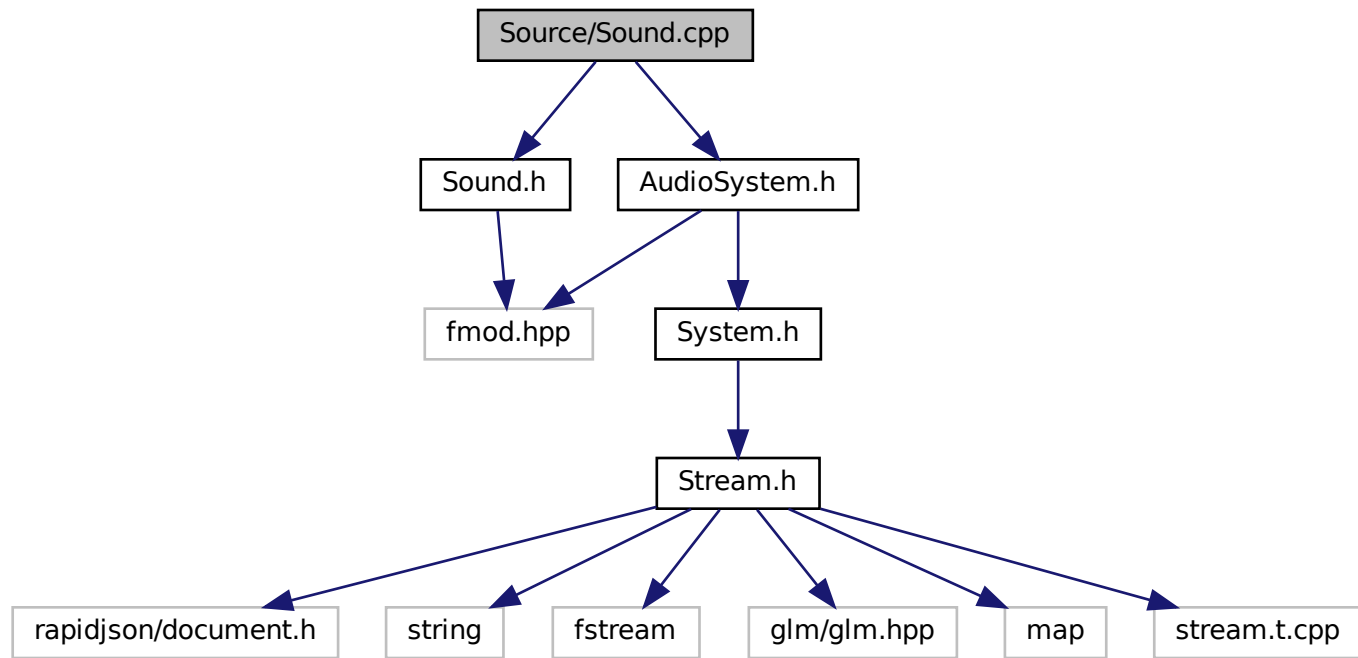 Source/Sound.cpp
Sound.h
AudioSystem.h
fmod.hpp
System.h
Stream.h
rapidjson/document.h
string
fstream
glm/glm.hpp
map
stream.t.cpp